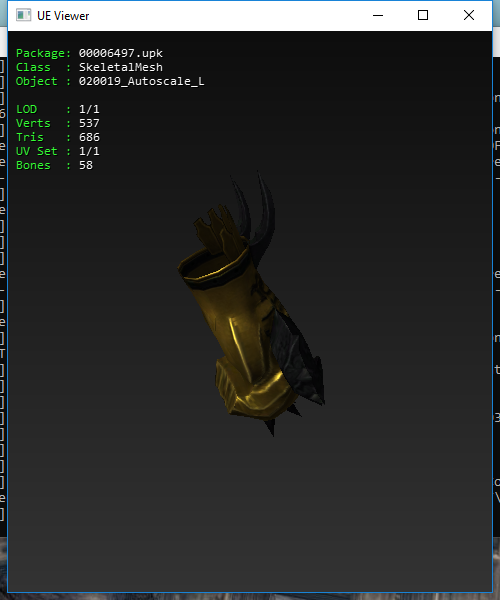 UE Viewer
Package: 00006497.upk
Class : SkeletalMesh
Object : 020019_Autoscale_L
LOD : 1/1
Verts : 537
Tris : 686
UV Set : 1/1
Bones : 58